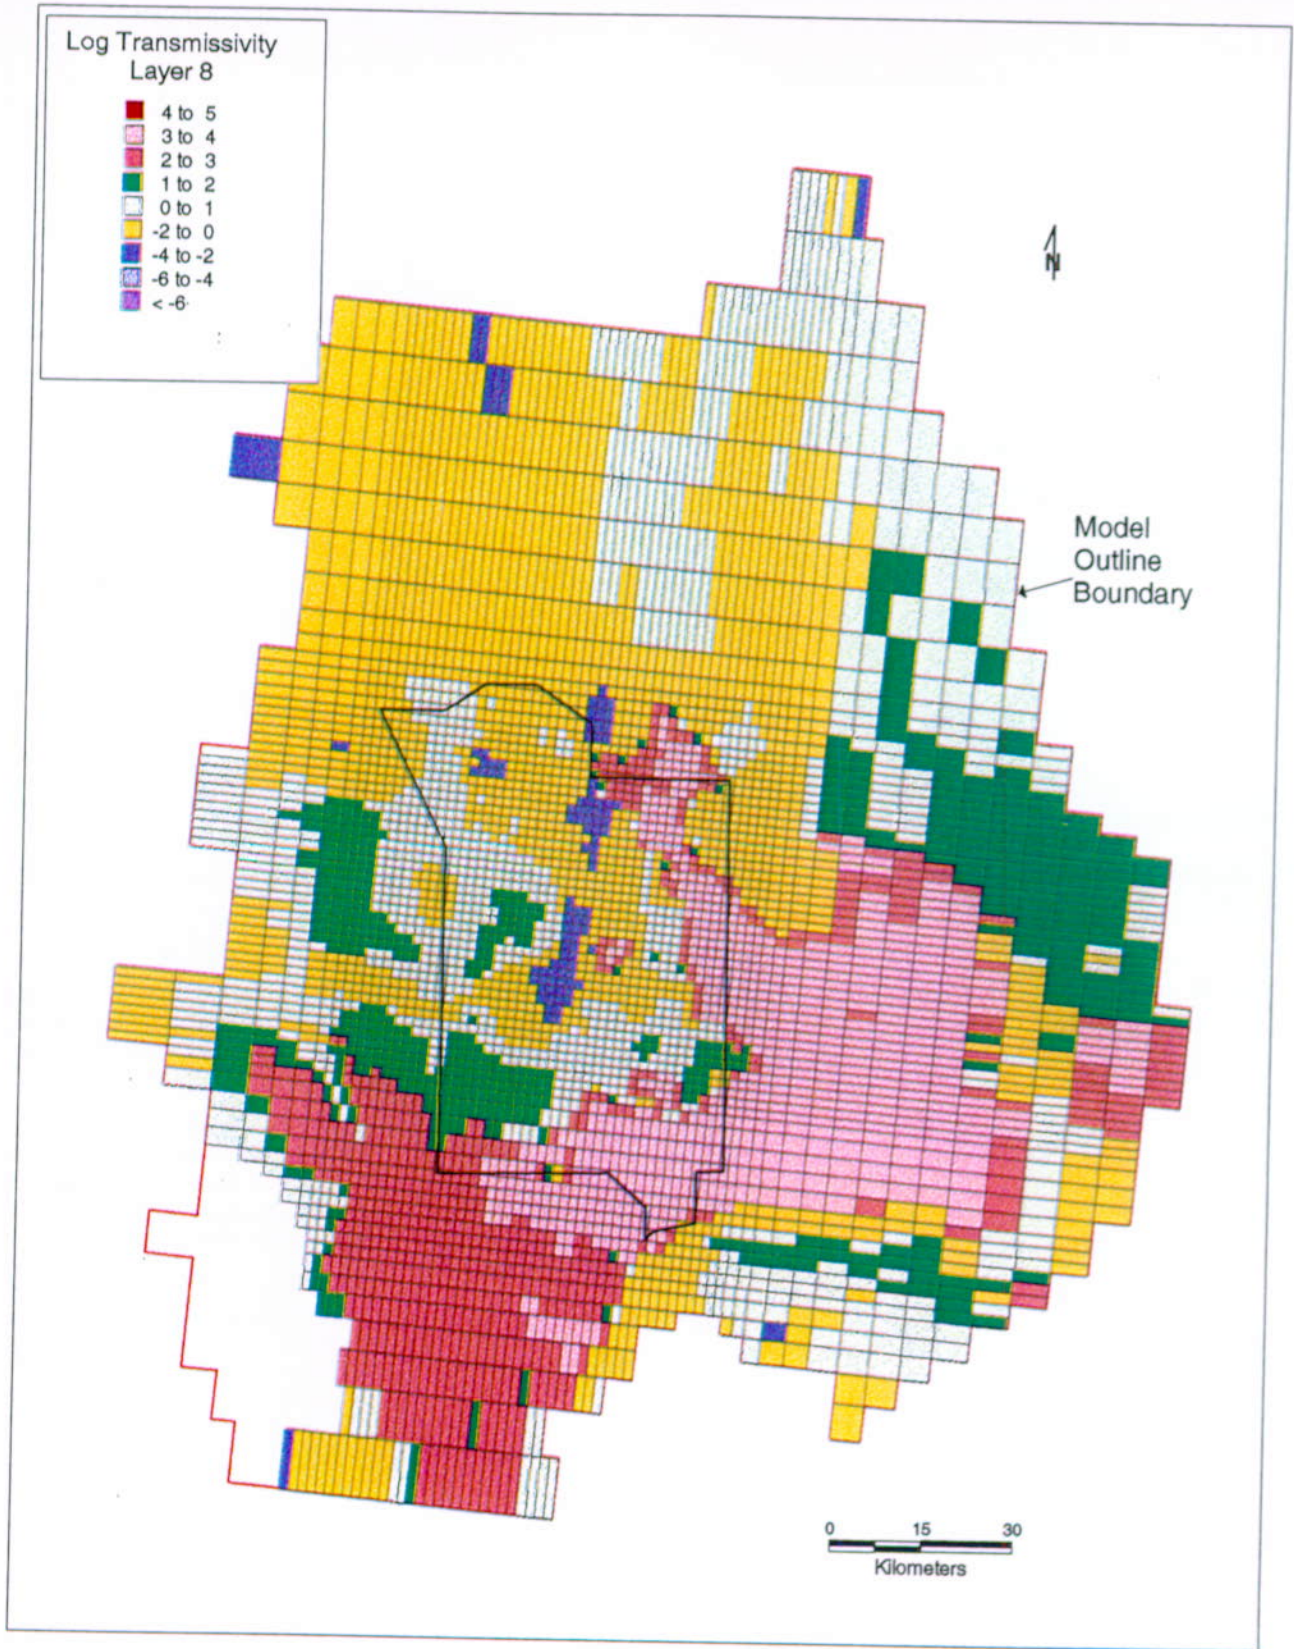 Log Transmissivity
Layer 8
4 to 5
3 to 4
2 to 3
1 to 2
0 to 1
-2 to 0
-4 to -2
-6 to -4
< -6
N
Model
Outline
Boundary
0 15 30
Kilometers